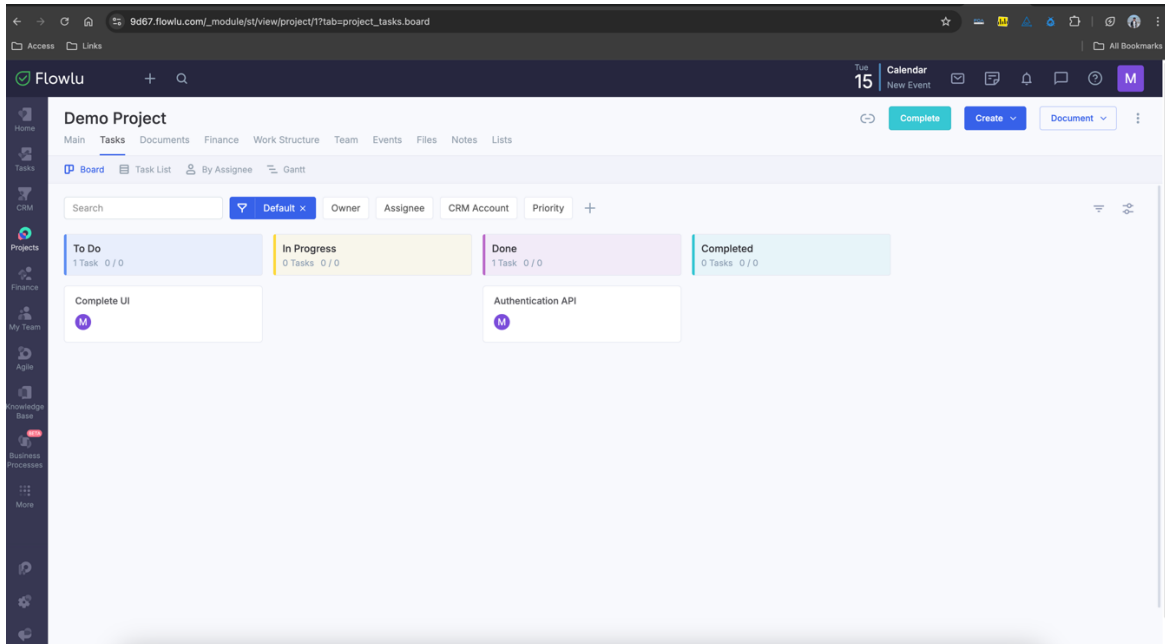 9d67.flowlu.com/_module/st/view/project/1?tab=project_tasks.board
Access Links All Bookmarks
Flowlu
Tue
15
Calendar
New Event
M
Home
Tasks
CRM
Projects
Finance
My Team
Agile
Knowledge
Base
BETA
Business
Processes
More
Demo Project
Complete Create Document
Main Tasks Documents Finance Work Structure Team Events Files Notes Lists
Board Task List By Assignee Gantt
Search Default × Owner Assignee CRM Account Priority +
To Do
1 Task 0 / 0
In Progress
0 Tasks 0 / 0
Done
1 Task 0 / 0
Completed
0 Tasks 0 / 0
Complete UI
M
Authentication API
M